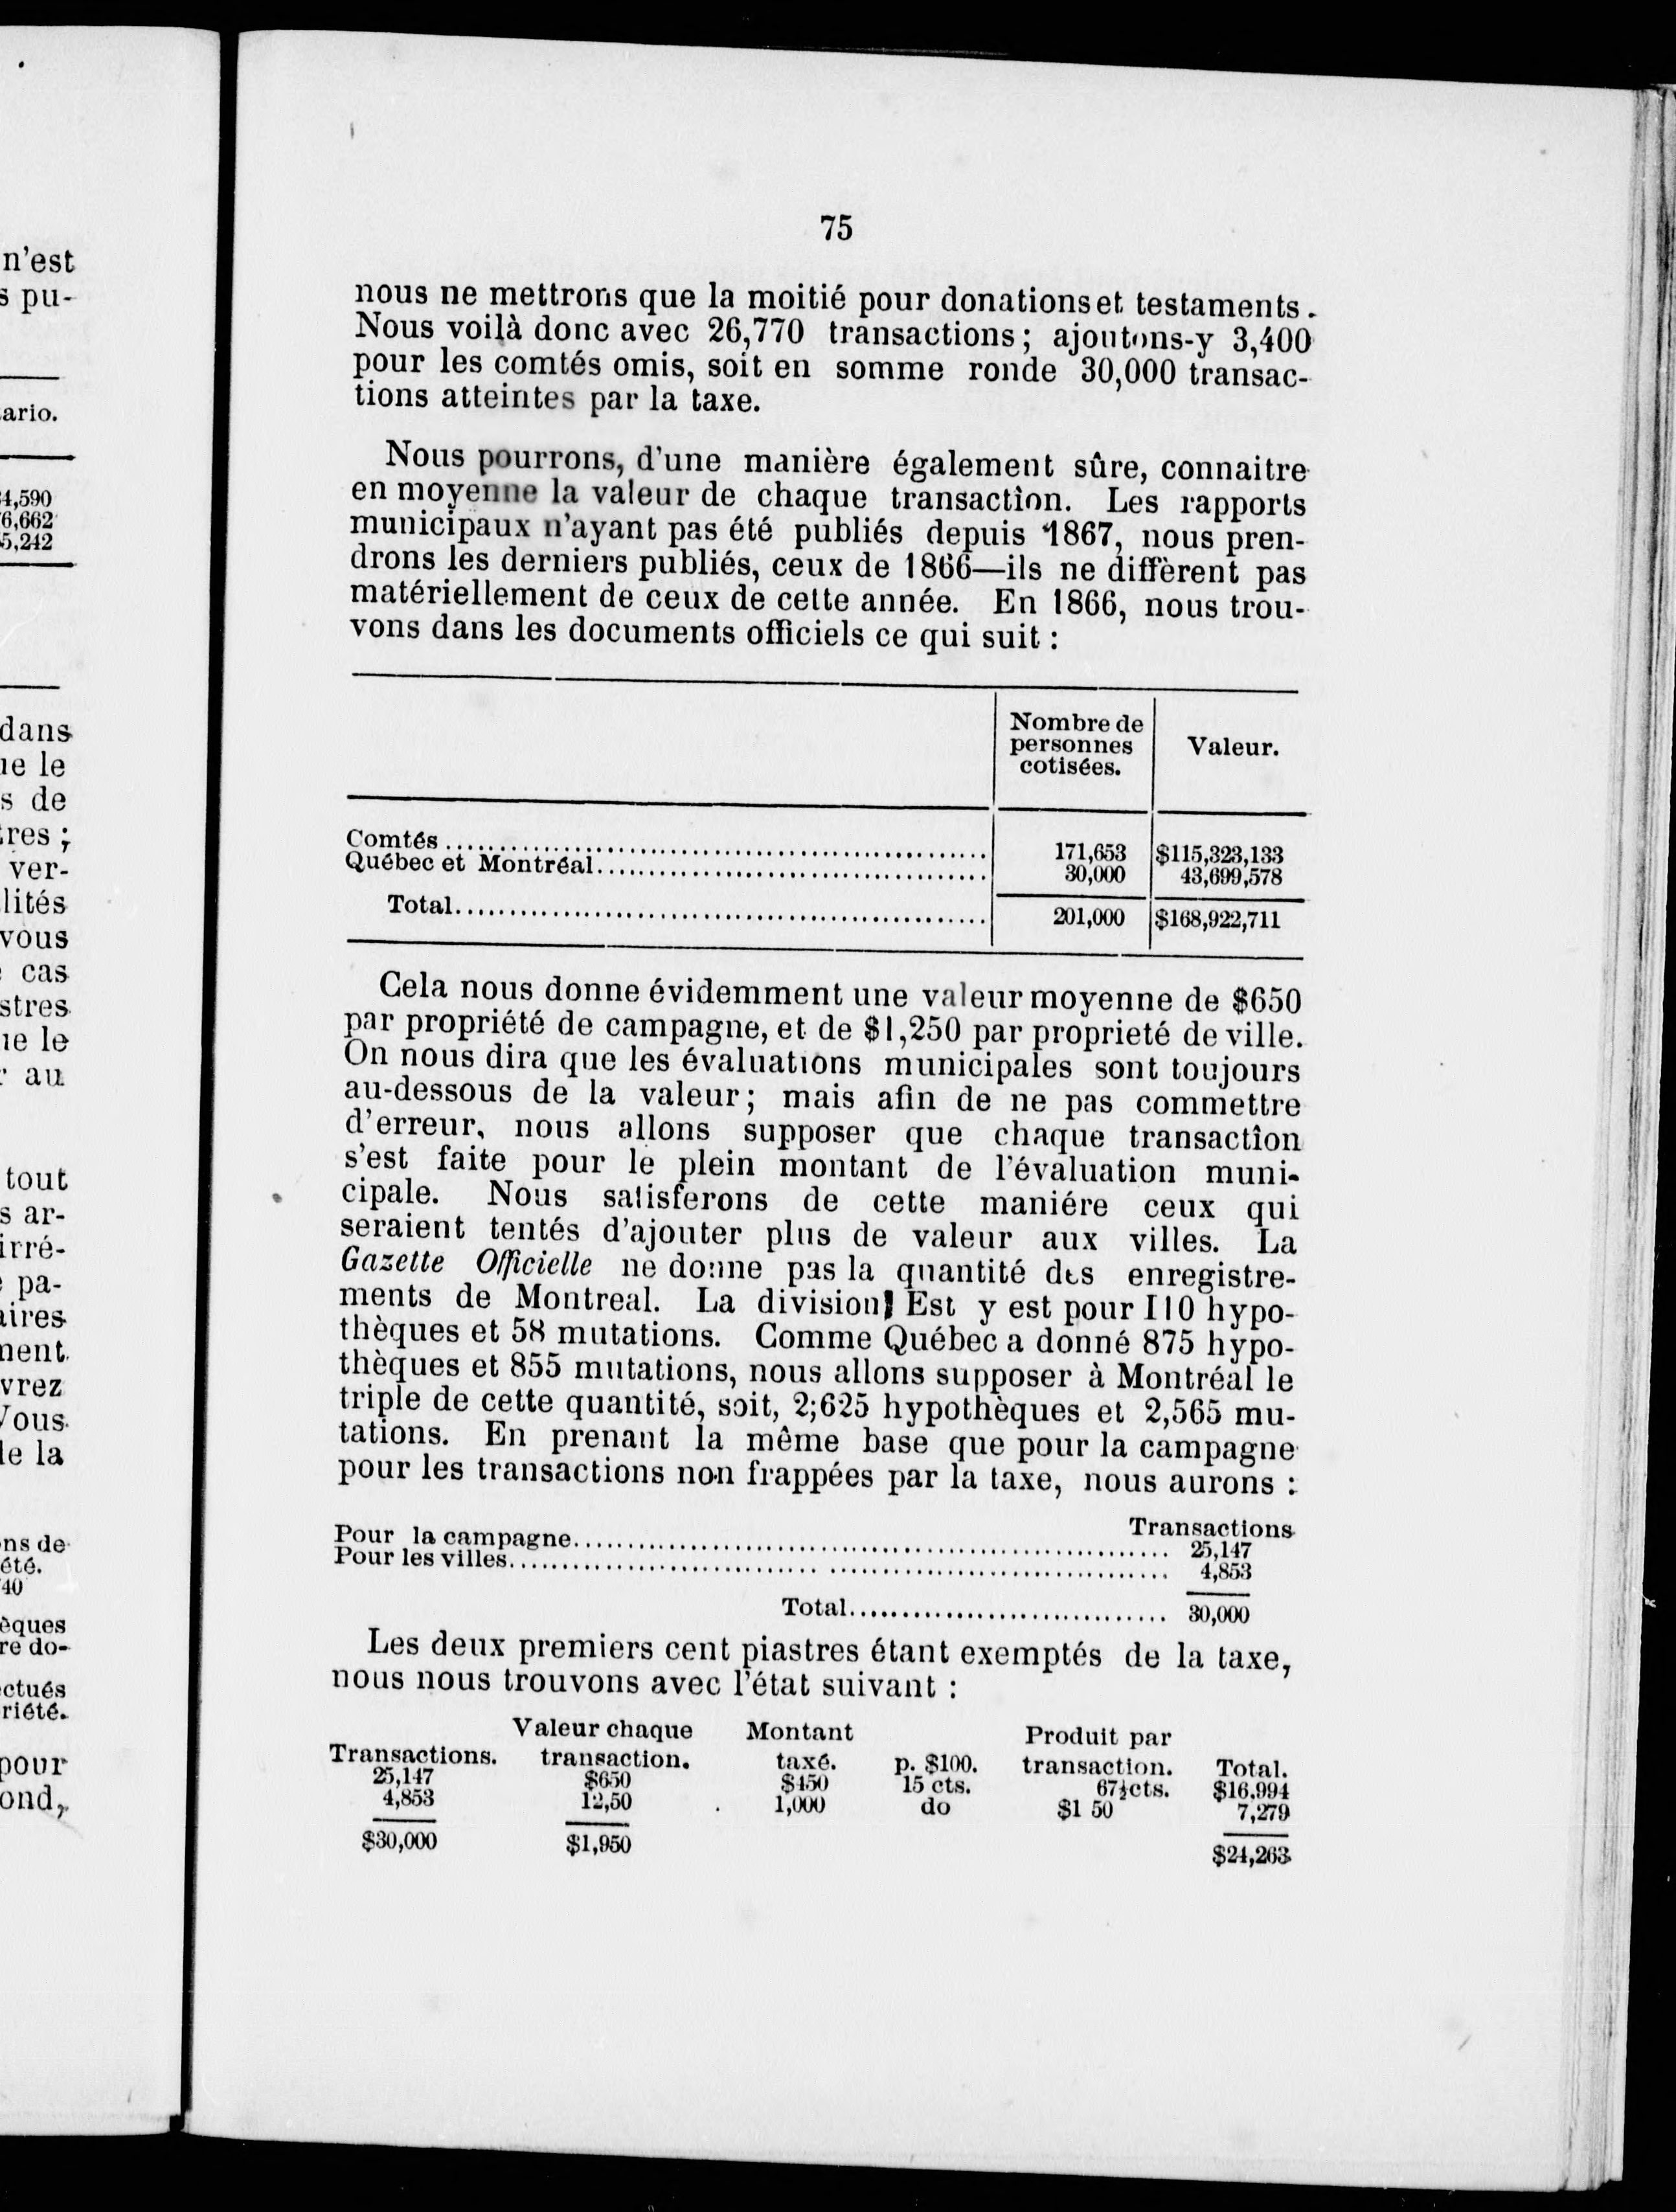 75
nous ne mettrons que la moitié pour donations et testaments.
Nous voilà donc avec 26,770 transactions; ajoutons-y 3,400
pour les comtés omis, soit en somme ronde 30,000 transac-
tions atteintes par la taxe.
Nous pourrons, d'une manière également sûre, connaitre
en moyenne la valeur de chaque transaction. Les rapports
municipaux n'ayant pas été publiés depuis 1867, nous pren-
drons les derniers publiés, ceux de 1866—ils ne diffèrent pas
matériellement de ceux de cette année. En 1866, nous trou-
vons dans les documents officiels ce qui suit :
Nombre de
personnes
cotisées.
Valeur.
Comtés 171,653 $115,323,133
Québec et Montréal 30,000 43,699,578
Total 201,000 $168,922,711
Cela nous donne évidemment une valeur moyenne de $650
par propriété de campagne, et de $1,250 par proprieté de ville.
On nous dira que les évaluations municipales sont toujours
au-dessous de la valeur; mais afin de ne pas commettre
d'erreur, nous allons supposer que chaque transaction
s'est faite pour le plein montant de l'évaluation muni-
cipale. Nous satisferons de cette maniére ceux qui
seraient tentés d'ajouter plus de valeur aux villes. La
Gazette Officielle ne donne pas la quantité des enregistre-
ments de Montreal. La division Est y est pour 110 hypo-
thèques et 58 mutations. Comme Québec a donné 875 hypo-
thèques et 855 mutations, nous allons supposer à Montréal le
triple de cette quantité, soit, 2;625 hypothèques et 2,565 mu-
tations. En prenant la même base que pour la campagne
pour les transactions non frappées par la taxe, nous aurons :
Transactions
Pour la campagne 25,147
Pour les villes 4,853
Total 30,000
Les deux premiers cent piastres étant exemptés de la taxe,
nous nous trouvons avec l'état suivant :
Valeur chaque Montant Produit par
Transactions. transaction. taxé. p. $100. transaction. Total.
25,147 $650 $450 15 cts. 67½cts. $16,994
4,853 12,50 1,000 do $1 50 7,279
$30,000 $1,950 $24,263